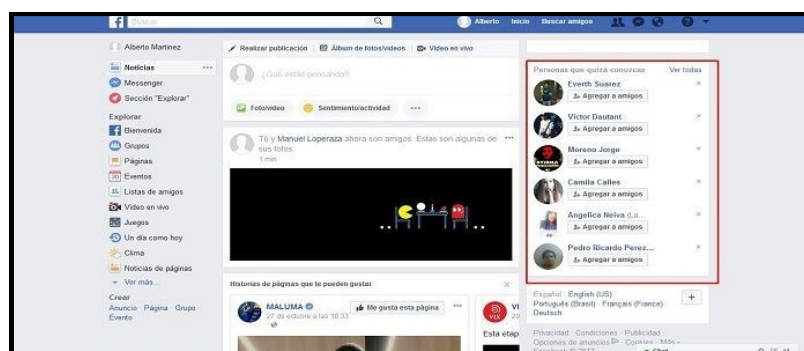 Buscar
Alberto Inicio Buscar amigos
Alberto Martinez
Noticias
Messenger
Sección "Explorar"
Explorar
Bienvenida
Grupos
Páginas
Eventos
Listas de amigos
Video en vivo
Juegos
Un día como hoy
Clima
Noticias de páginas
Ver más...
Crear
Anuncio · Página · Grupo
Evento
Realizar publicación
Álbum de fotos/videos
Video en vivo
¿Qué estás pensando?
Foto/video
Sentimiento/actividad
Tú y Manuel Loperaza ahora son amigos. Estas son algunas de
sus fotos.
1 min
Historias de páginas que te pueden gustar
MALUMA
27 de octubre a las 18:33
Me gusta esta página
VIX
VI
Esta etap
Personas que quizá conozcas
Ver todas
Everth Suarez
Agregar a amigos
Victor Dautant
Agregar a amigos
Moreno Jorge
Agregar a amigos
Camila Calles
Agregar a amigos
Angelica Neiva (La...
Agregar a amigos
Pedro Ricardo Perez...
Agregar a amigos
Español · English (US) ·
Português (Brasil) · Français (France) ·
Deutsch
Privacidad · Condiciones · Publicidad ·
Opciones de anuncios · Cookies · Más
Facebook © 2017
Chat